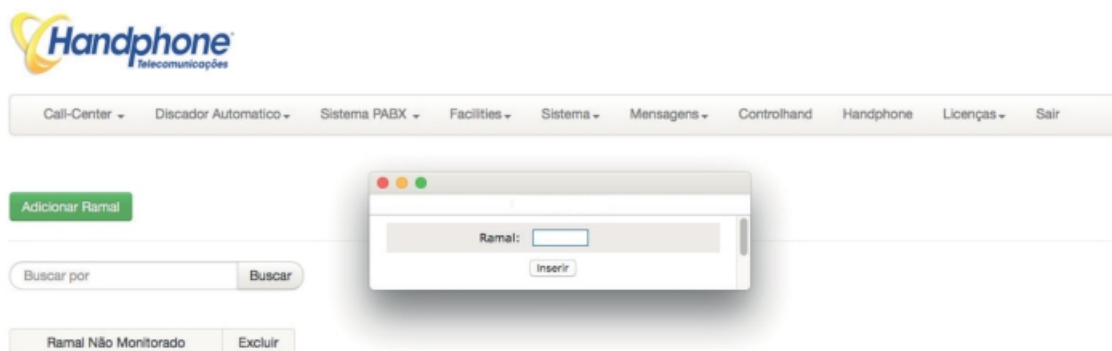 Handphone
Telecomunicações
Call-Center Discador Automatico Sistema PABX Facilities Sistema Mensagens Controlhand Handphone Licenças Sair
Adicionar Ramal
Ramal:
Inserir
Buscar por Buscar
Ramal Não Monitorado Excluir